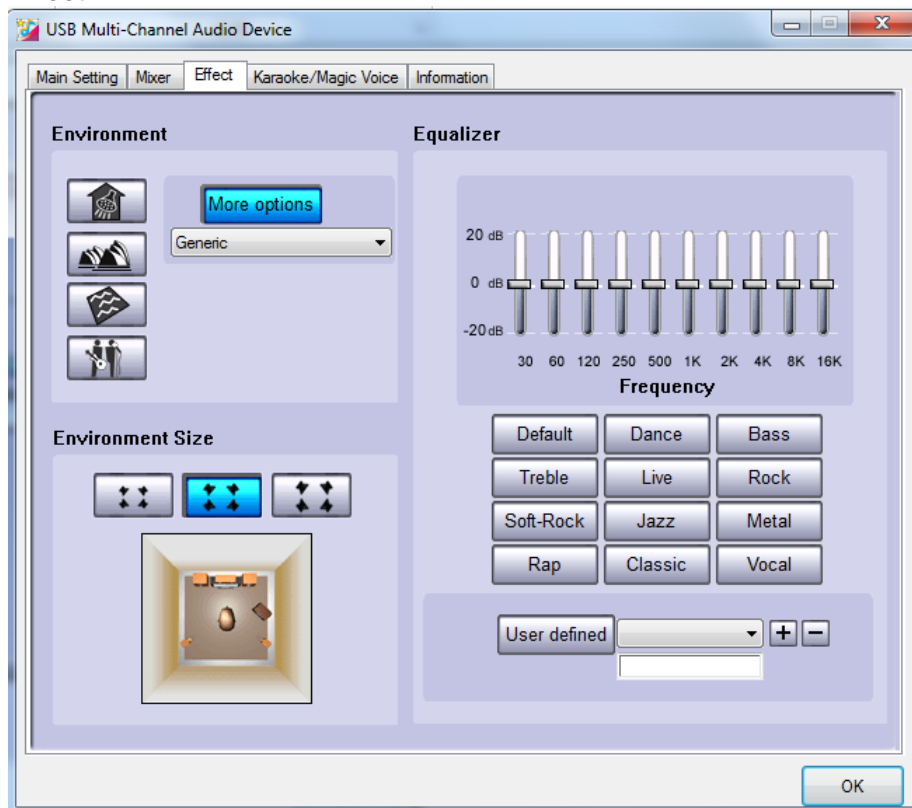 USB Multi-Channel Audio Device
Main Setting Mixer Effect Karaoke/Magic Voice Information
Environment
More options
Generic
Environment Size
Equalizer
20 dB
0 dB
-20 dB
30 60 120 250 500 1K 2K 4K 8K 16K
Frequency
Default Dance Bass
Treble Live Rock
Soft-Rock Jazz Metal
Rap Classic Vocal
User defined
OK